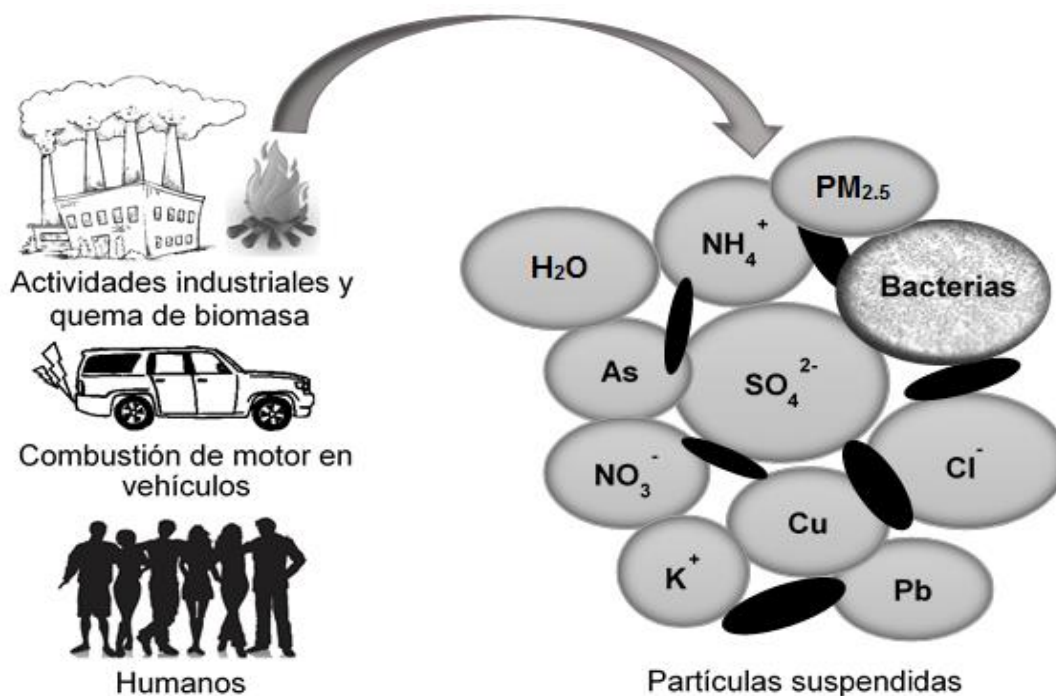 Actividades industriales y
quema de biomasa
Combustión de motor en
vehículos
Humanos
PM2.5
NH4+
H2O
Bacterias
As
SO42-
NO3-
Cl-
Cu
K+
Pb
Partículas suspendidas